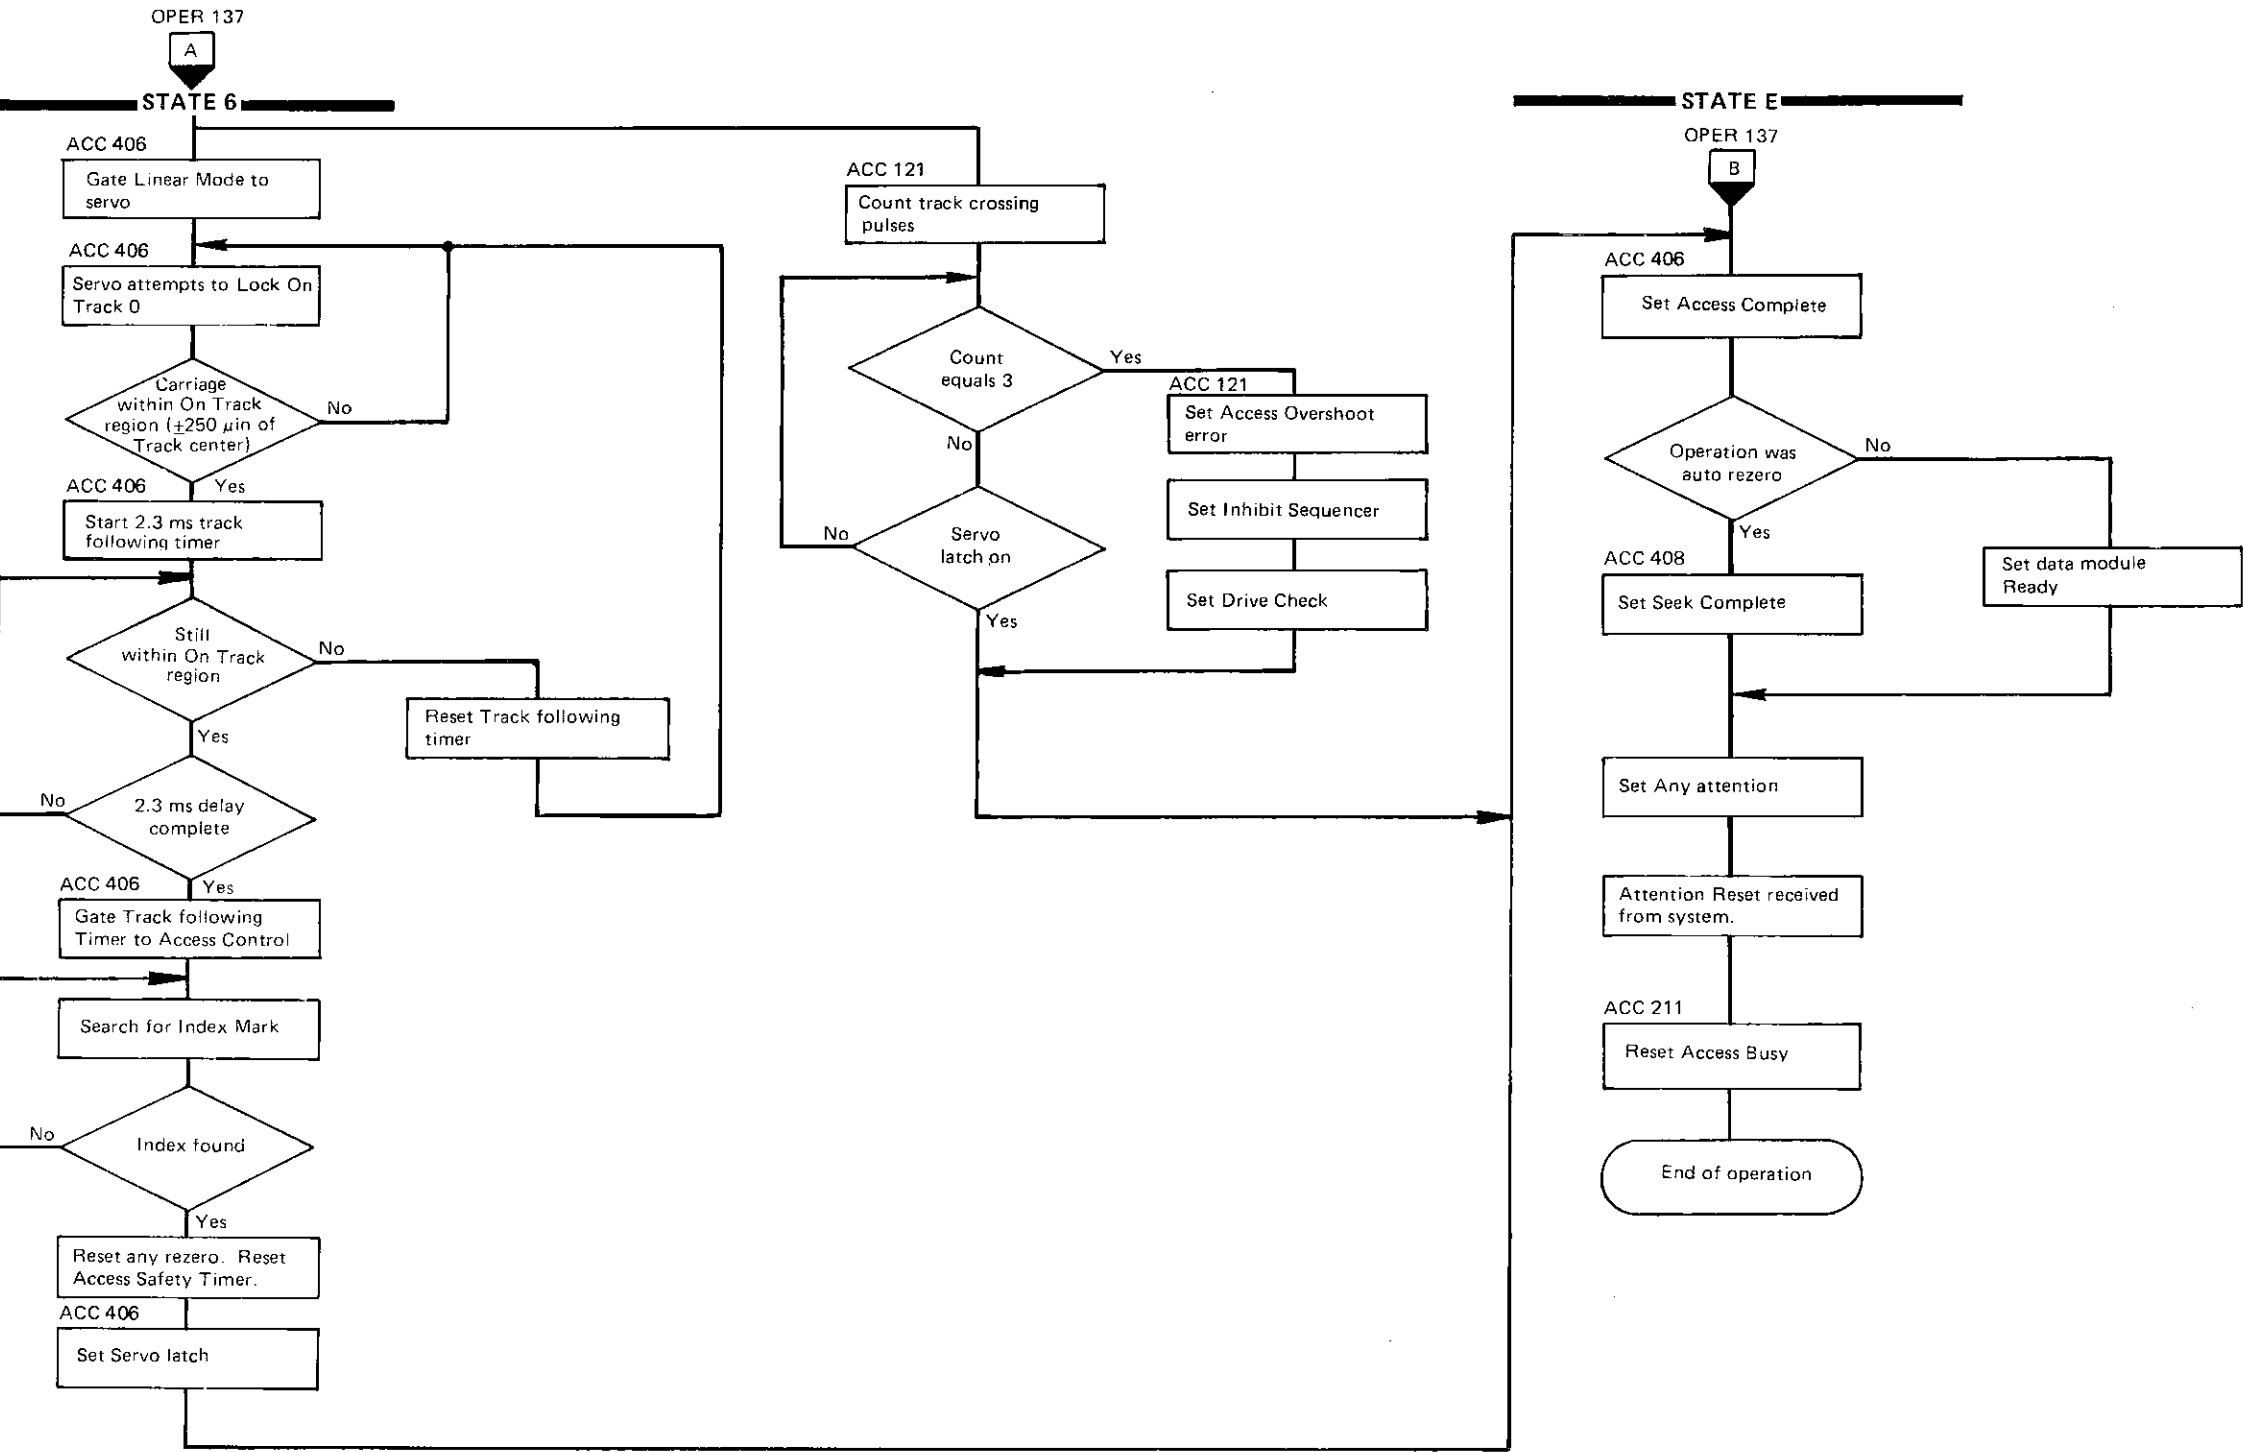 OPER 137
A
STATE 6
ACC 406
Gate Linear Mode to
servo
ACC 406
Servo attempts to Lock On
Track 0
Carriage
within On Track
region (±250 μin of
Track center)
No
Yes
ACC 406
Start 2.3 ms track
following timer
Still
within On Track
region
No
Yes
Reset Track following
timer
2.3 ms delay
complete
No
Yes
ACC 406
Gate Track following
Timer to Access Control
Search for Index Mark
Index found
No
Yes
Reset any rezero. Reset
Access Safety Timer.
ACC 406
Set Servo latch
ACC 121
Count track crossing
pulses
Count
equals 3
Yes
No
ACC 121
Set Access Overshoot
error
Set Inhibit Sequencer
Set Drive Check
Servo
latch on
No
Yes
STATE E
OPER 137
B
ACC 406
Set Access Complete
Operation was
auto rezero
No
Yes
Set data module
Ready
ACC 408
Set Seek Complete
Set Any attention
Attention Reset received
from system.
ACC 211
Reset Access Busy
End of operation